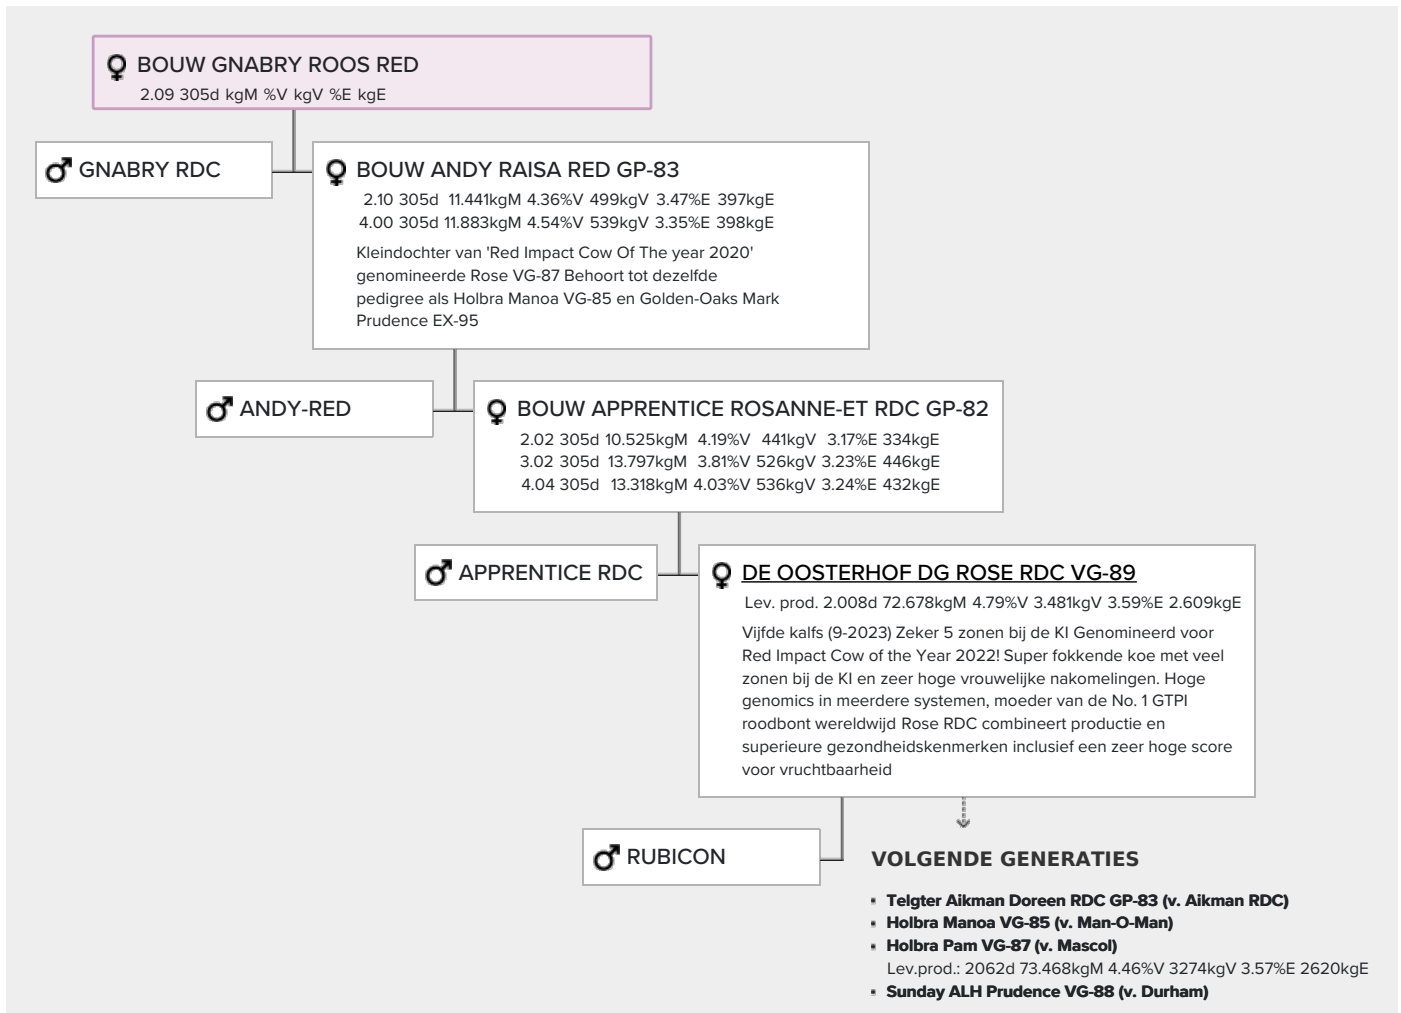 BOUW GNABRY ROOS RED
2.09 305d kgM %V kgV %E kgE
GNABRY RDC
BOUW ANDY RAISA RED GP-83
2.10 305d 11.441kgM 4.36%V 499kgV 3.47%E 397kgE
4.00 305d 11.883kgM 4.54%V 539kgV 3.35%E 398kgE
Kleindochter van 'Red Impact Cow Of The year 2020'
genomineerde Rose VG-87 Behoort tot dezelfde
pedigree als Holbra Manoa VG-85 en Golden-Oaks Mark
Prudence EX-95
ANDY-RED
BOUW APPRENTICE ROSANNE-ET RDC GP-82
2.02 305d 10.525kgM 4.19%V 441kgV 3.17%E 334kgE
3.02 305d 13.797kgM 3.81%V 526kgV 3.23%E 446kgE
4.04 305d 13.318kgM 4.03%V 536kgV 3.24%E 432kgE
APPRENTICE RDC
DE OOSTERHOF DG ROSE RDC VG-89
Lev. prod. 2.008d 72.678kgM 4.79%V 3.481kgV 3.59%E 2.609kgE
Vijfde kalfs (9-2023) Zeker 5 zonen bij de KI Genomineerd voor
Red Impact Cow of the Year 2022! Super fokkende koe met veel
zonen bij de KI en zeer hoge vrouwelijke nakomelingen. Hoge
genomics in meerdere systemen, moeder van de No. 1 GTPI
roodbont wereldwijd Rose RDC combineert productie en
superieure gezondheidskenmerken inclusief een zeer hoge score
voor vruchtbaarheid
RUBICON
VOLGENDE GENERATIES
▪ Telgter Aikman Doreen RDC GP-83 (v. Aikman RDC)
▪ Holbra Manoa VG-85 (v. Man-O-Man)
▪ Holbra Pam VG-87 (v. Mascol)
Lev.prod.: 2062d 73.468kgM 4.46%V 3274kgV 3.57%E 2620kgE
▪ Sunday ALH Prudence VG-88 (v. Durham)